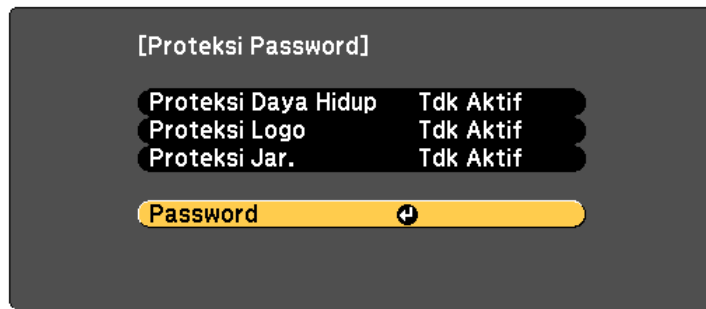 [Proteksi Password]
Proteksi Daya Hidup Tdk Aktif
Proteksi Logo Tdk Aktif
Proteksi Jar. Tdk Aktif
Password